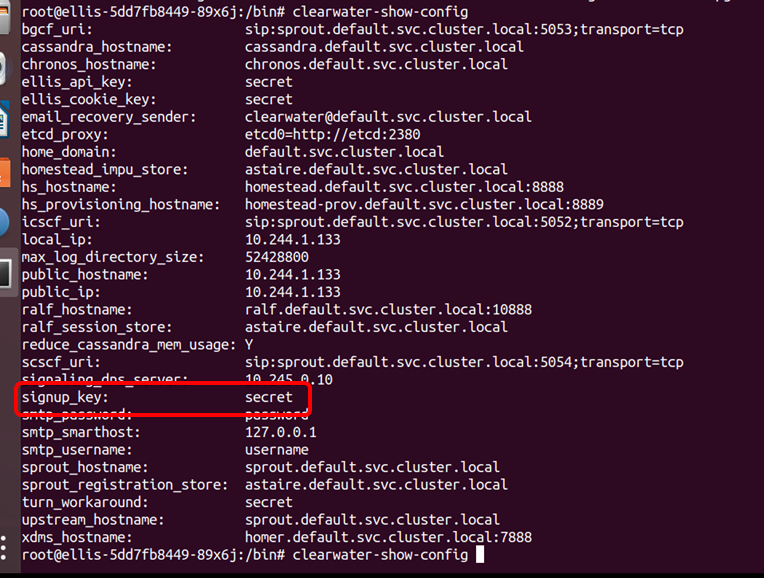 root@ellis-5dd7fb8449-89x6j:/bin# clearwater-show-config
bgcf_uri: sip:sprout.default.svc.cluster.local:5053;transport=tcp
cassandra_hostname: cassandra.default.svc.cluster.local
chronos_hostname: chronos.default.svc.cluster.local
ellis_api_key: secret
ellis_cookie_key: secret
email_recovery_sender: clearwater@default.svc.cluster.local
etcd_proxy: etcd0=http://etcd:2380
home_domain: default.svc.cluster.local
homestead_impu_store: astaire.default.svc.cluster.local
hs_hostname: homestead.default.svc.cluster.local:8888
hs_provisioning_hostname: homestead-prov.default.svc.cluster.local:8889
icscf_uri: sip:sprout.default.svc.cluster.local:5052;transport=tcp
local_ip: 10.244.1.133
max_log_directory_size: 52428800
public_hostname: 10.244.1.133
public_ip: 10.244.1.133
ralf_hostname: ralf.default.svc.cluster.local:10888
ralf_session_store: astaire.default.svc.cluster.local
reduce_cassandra_mem_usage: Y
scscf_uri: sip:sprout.default.svc.cluster.local:5054;transport=tcp
signaling_dns_server: 10.245.0.10
signup_key: secret
smtp_password: password
smtp_smarthost: 127.0.0.1
smtp_username: username
sprout_hostname: sprout.default.svc.cluster.local
sprout_registration_store: astaire.default.svc.cluster.local
turn_workaround: secret
upstream_hostname: sprout.default.svc.cluster.local
xdms_hostname: homer.default.svc.cluster.local:7888
root@ellis-5dd7fb8449-89x6j:/bin# clearwater-show-config